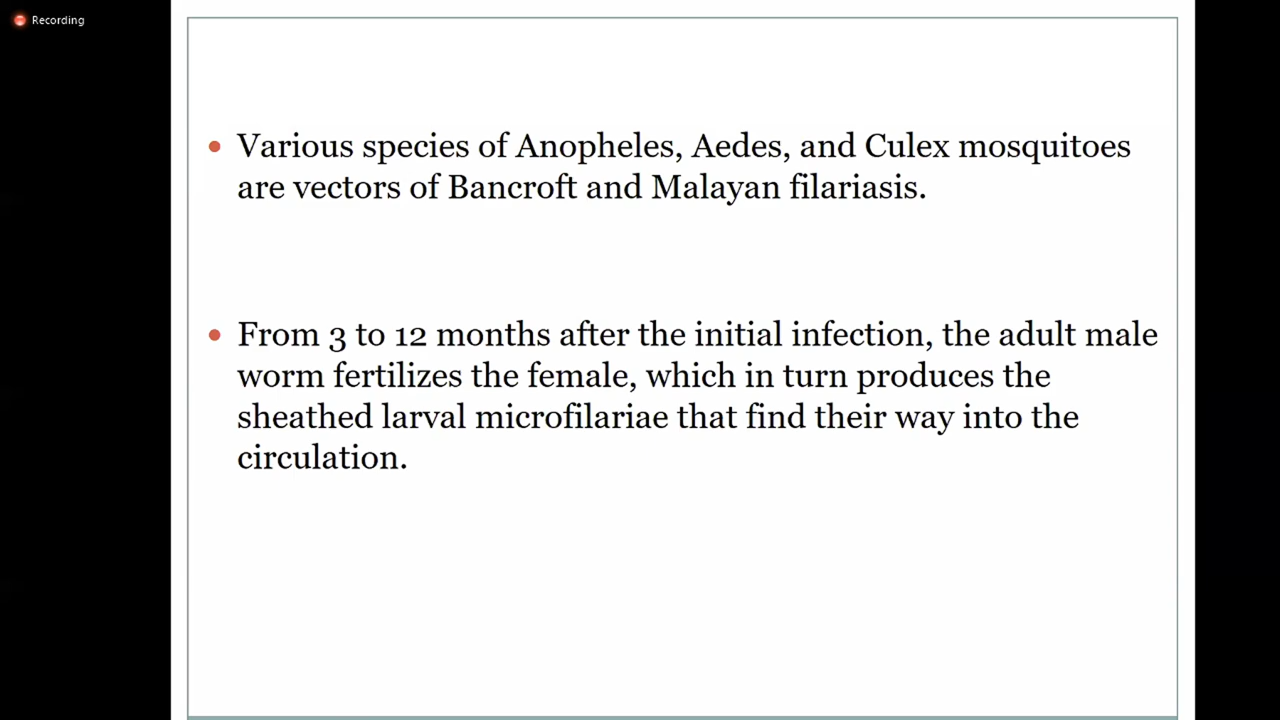 Recording
• Various species of Anopheles, Aedes, and Culex mosquitoes
are vectors of Bancroft and Malayan filariasis.
• From 3 to 12 months after the initial infection, the adult male
worm fertilizes the female, which in turn produces the
sheathed larval microfilariae that find their way into the
circulation.